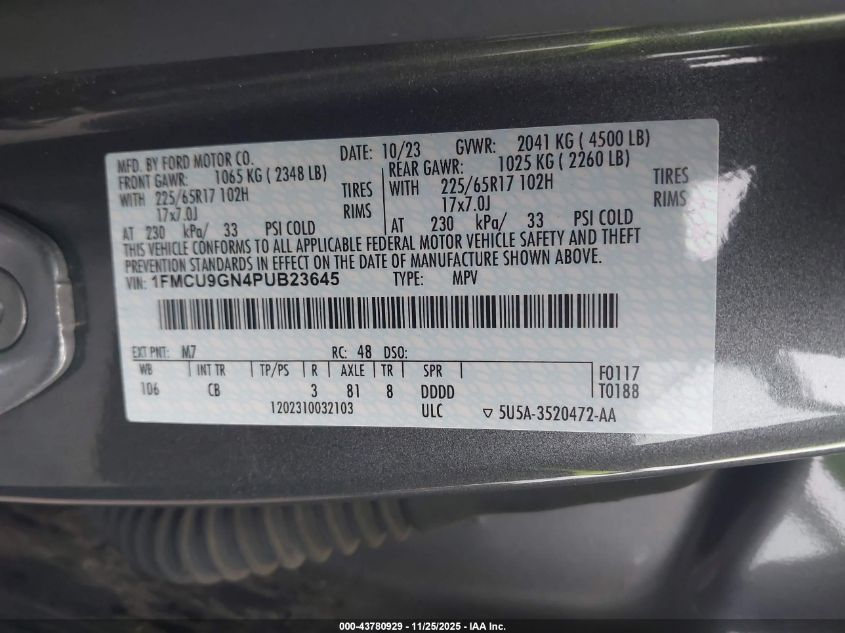 MFD. BY FORD MOTOR CO. DATE: 10/23 GVWR: 2041 KG ( 4500 LB)
FRONT GAWR: 1065 KG ( 2348 LB) REAR GAWR: 1025 KG ( 2260 LB)
WITH 225/65R17 102H TIRES WITH 225/65R17 102H TIRES
17x7.0J RIMS 17x7.0J RIMS
AT 230 kPa/ 33 PSI COLD AT 230 kPa/ 33 PSI COLD
THIS VEHICLE CONFORMS TO ALL APPLICABLE FEDERAL MOTOR VEHICLE SAFETY AND THEFT
PREVENTION STANDARDS IN EFFECT ON THE DATE OF MANUFACTURE SHOWN ABOVE.
VIN: 1FMCU9GN4PUB23645 TYPE: MPV
EXT PNT: M7 RC: 48 DSO:
WB INT TR TP/PS R AXLE TR SPR F0117
106 CB 3 81 8 DDDD T0188
1202310032103 ULC ▽ 5U5A-3520472-AA
000-43780929 - 11/25/2025 - IAA Inc.